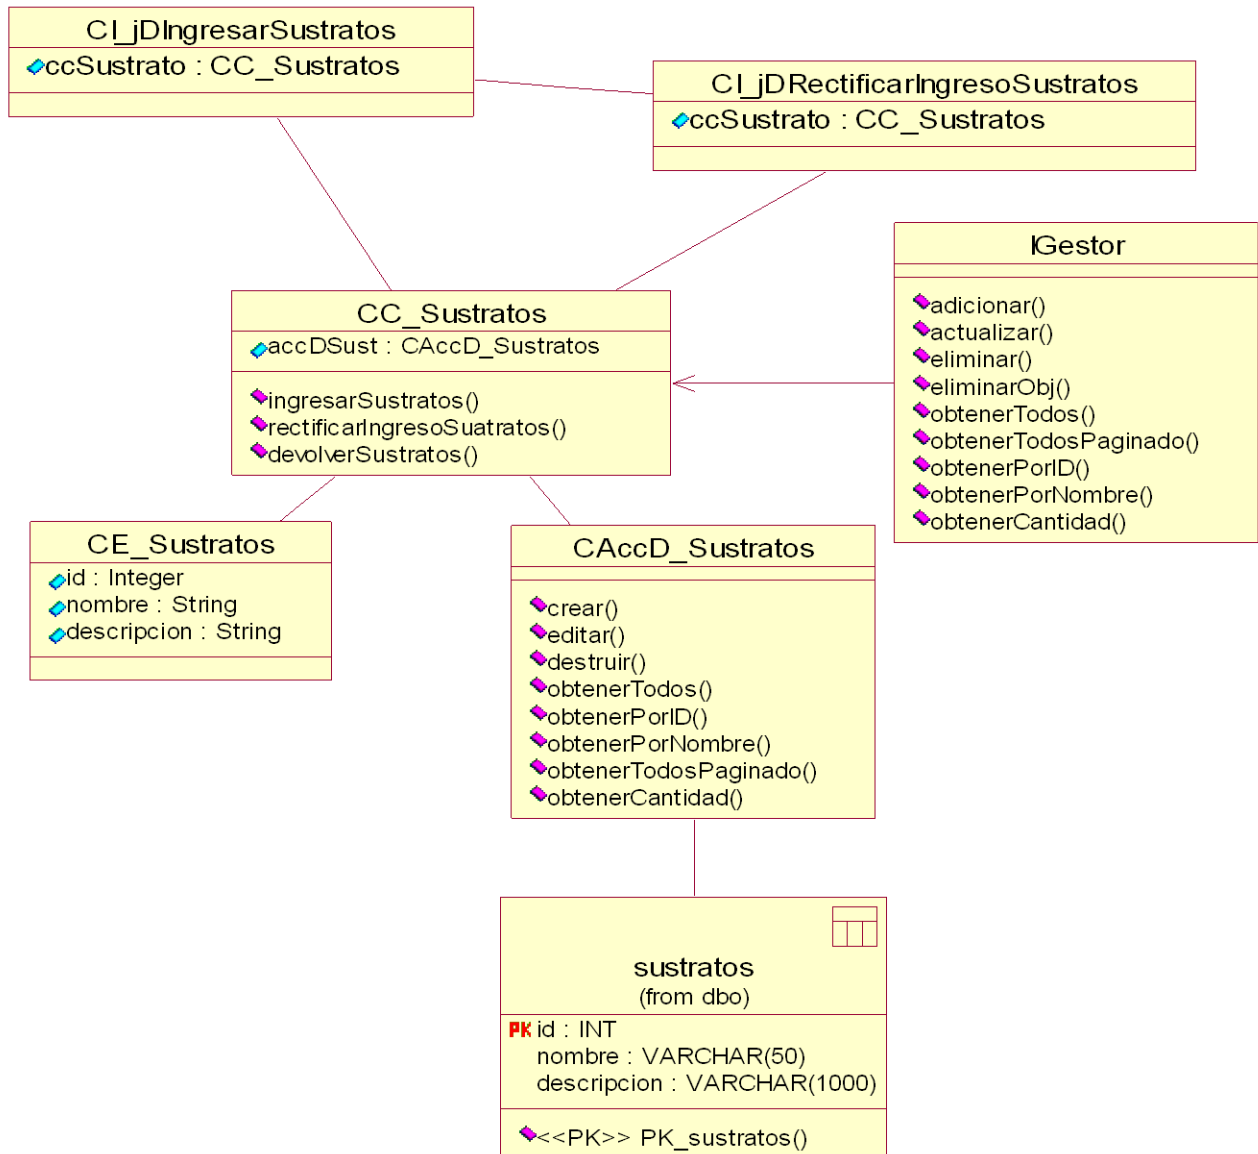 CI_jDIngresarSustratos
ccSustrato : CC_Sustratos
CI_jDRectificarIngresoSustratos
ccSustrato : CC_Sustratos
IGestor
adicionar()
actualizar()
eliminar()
eliminarObj()
obtenerTodos()
obtenerTodosPaginado()
obtenerPorID()
obtenerPorNombre()
obtenerCantidad()
CC_Sustratos
accDSust : CAccD_Sustratos
ingresarSustratos()
rectificarIngresoSuatratos()
devolverSustratos()
CE_Sustratos
id : Integer
nombre : String
descripcion : String
CAccD_Sustratos
crear()
editar()
destruir()
obtenerTodos()
obtenerPorID()
obtenerPorNombre()
obtenerTodosPaginado()
obtenerCantidad()
sustratos
(from dbo)
PK id : INT
nombre : VARCHAR(50)
descripcion : VARCHAR(1000)
<<PK>> PK_sustratos()